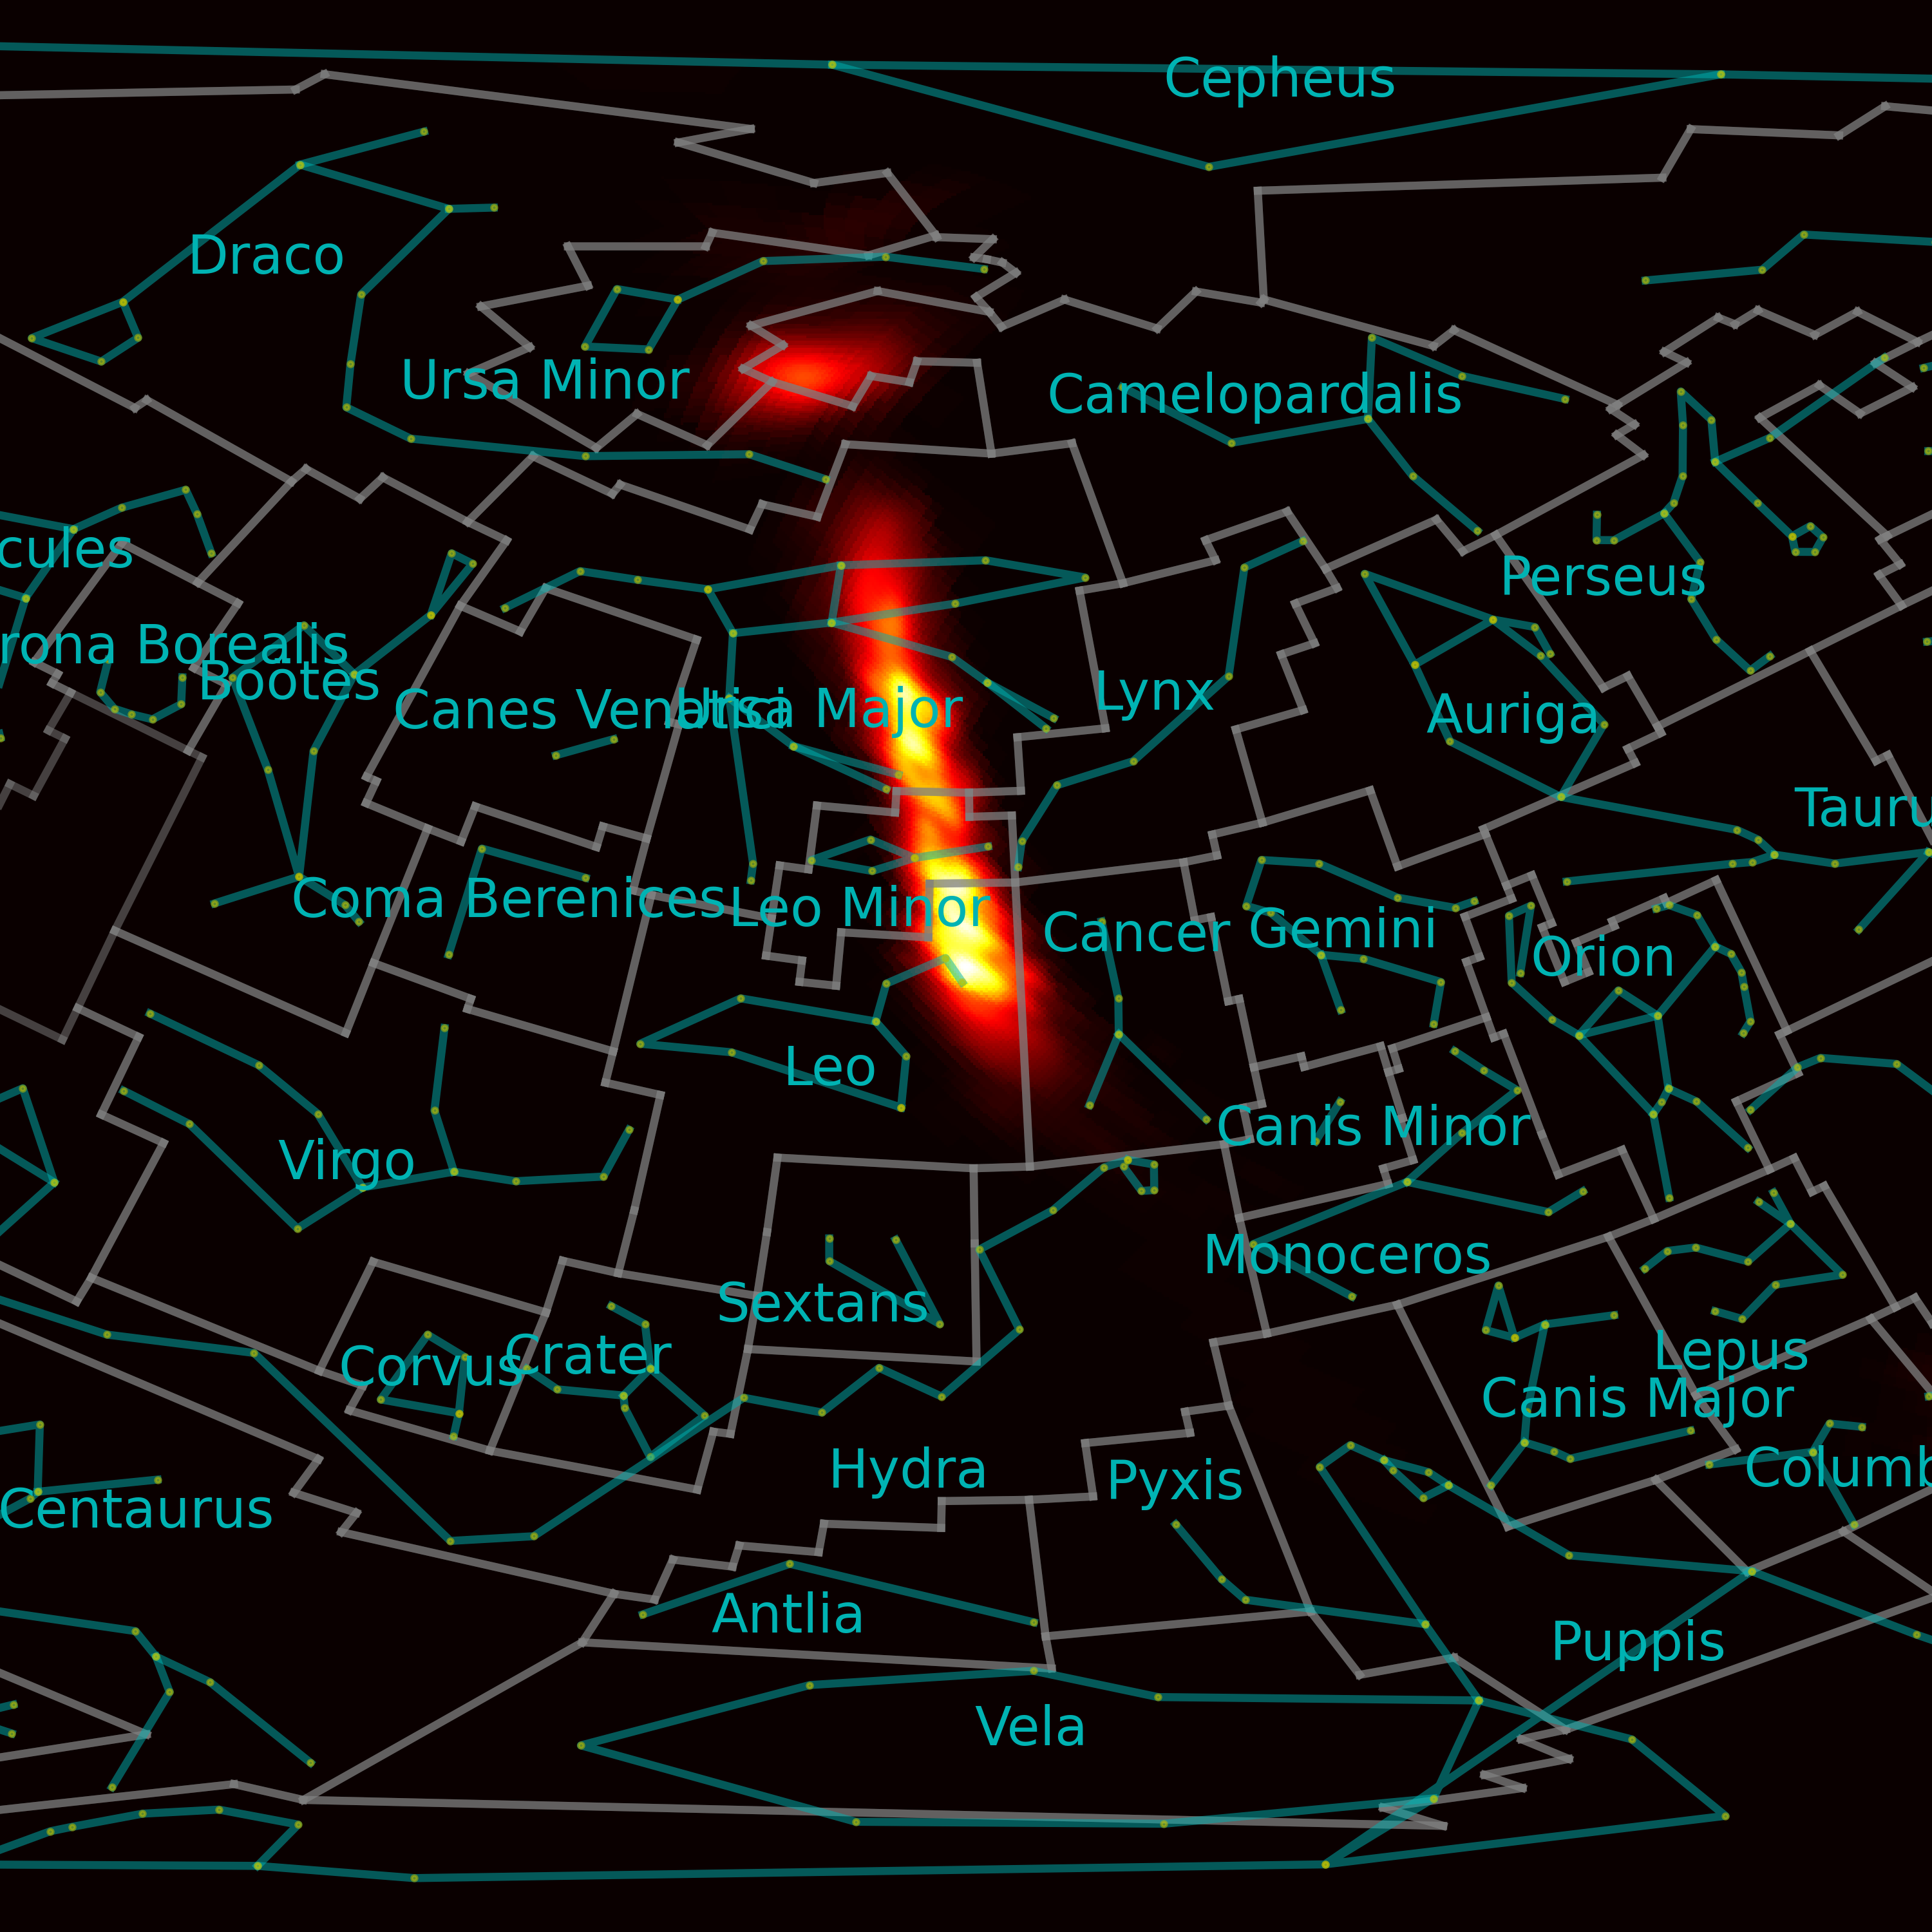 Cepheus
Draco
Ursa Minor
Camelopardalis
cules
Perseus
rona Borealis
Boötes
Canes Venatici
Ursa Major
Lynx
Auriga
Tauru
Coma Berenices
Leo Minor
Cancer
Gemini
Orion
Leo
Canis Minor
Virgo
Monoceros
Sextans
Corvus
Crater
Lepus
Canis Major
Hydra
Pyxis
Columb
Centaurus
Antlia
Puppis
Vela